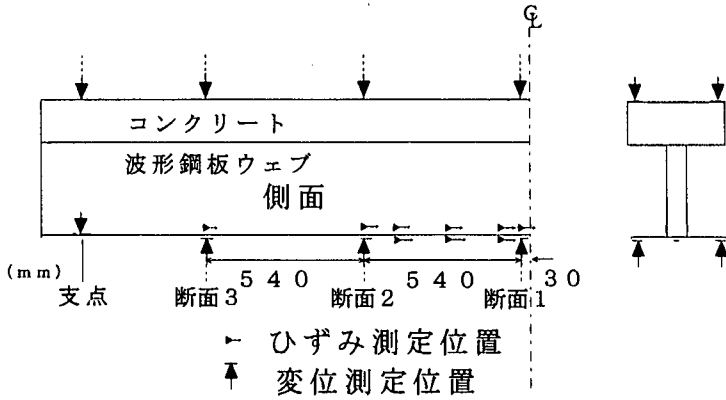 ℄
コンクリート
波形鋼板ウェブ
側面
(mm)
540
540
30
支点
断面3
断面2
断面1
ひずみ測定位置
変位測定位置